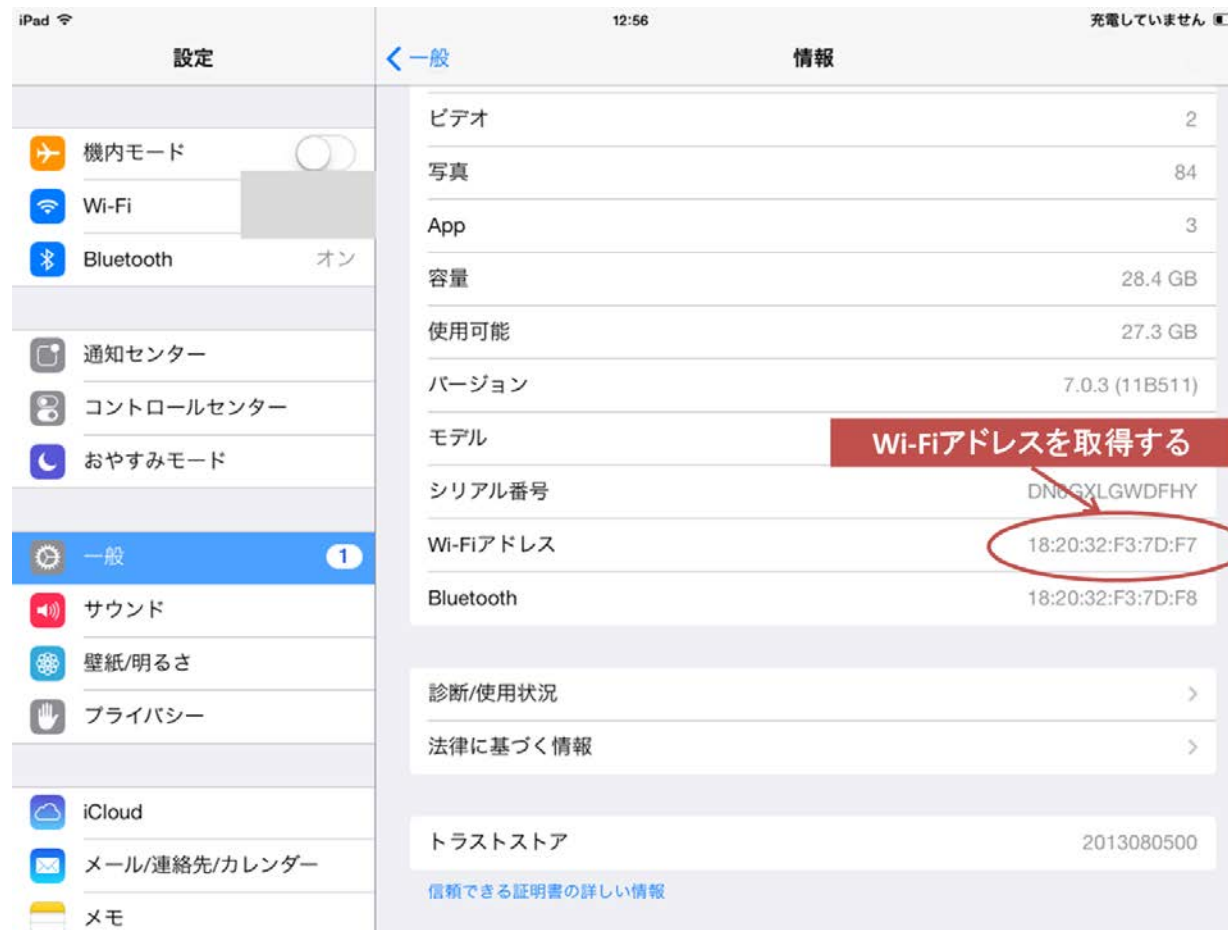 iPad 12:56 充電していません
設定
機内モード
Wi-Fi
Bluetooth オン
通知センター
コントロールセンター
おやすみモード
一般 1
サウンド
壁紙/明るさ
プライバシー
iCloud
メール/連絡先/カレンダー
メモ
一般 情報
ビデオ 2
写真 84
App 3
容量 28.4 GB
使用可能 27.3 GB
バージョン 7.0.3 (11B511)
モデル
Wi-Fiアドレスを取得する
シリアル番号
Wi-Fiアドレス 18:20:32:F3:7D:F7
Bluetooth 18:20:32:F3:7D:F8
診断/使用状況
法律に基づく情報
トラストストア 2013080500
信頼できる証明書の詳しい情報